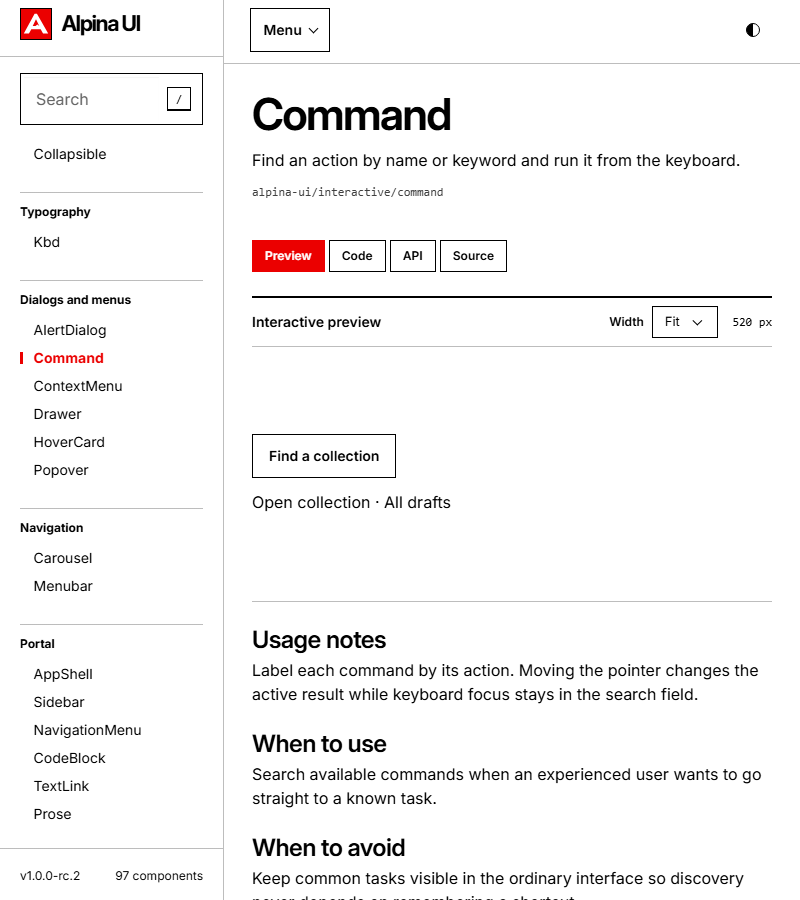 Alpina UI
Search /
Collapsible
Typography
Kbd
Dialogs and menus
AlertDialog
Command
ContextMenu
Drawer
HoverCard
Popover
Navigation
Carousel
Menubar
Portal
AppShell
Sidebar
NavigationMenu
CodeBlock
TextLink
Prose
v1.0.0-rc.2 97 components
Menu
Command
Find an action by name or keyword and run it from the keyboard.
alpina-ui/interactive/command
Preview Code API Source
Interactive preview Width Fit 520 px
Find a collection
Open collection · All drafts
Usage notes
Label each command by its action. Moving the pointer changes the
active result while keyboard focus stays in the search field.
When to use
Search available commands when an experienced user wants to go
straight to a known task.
When to avoid
Keep common tasks visible in the ordinary interface so discovery